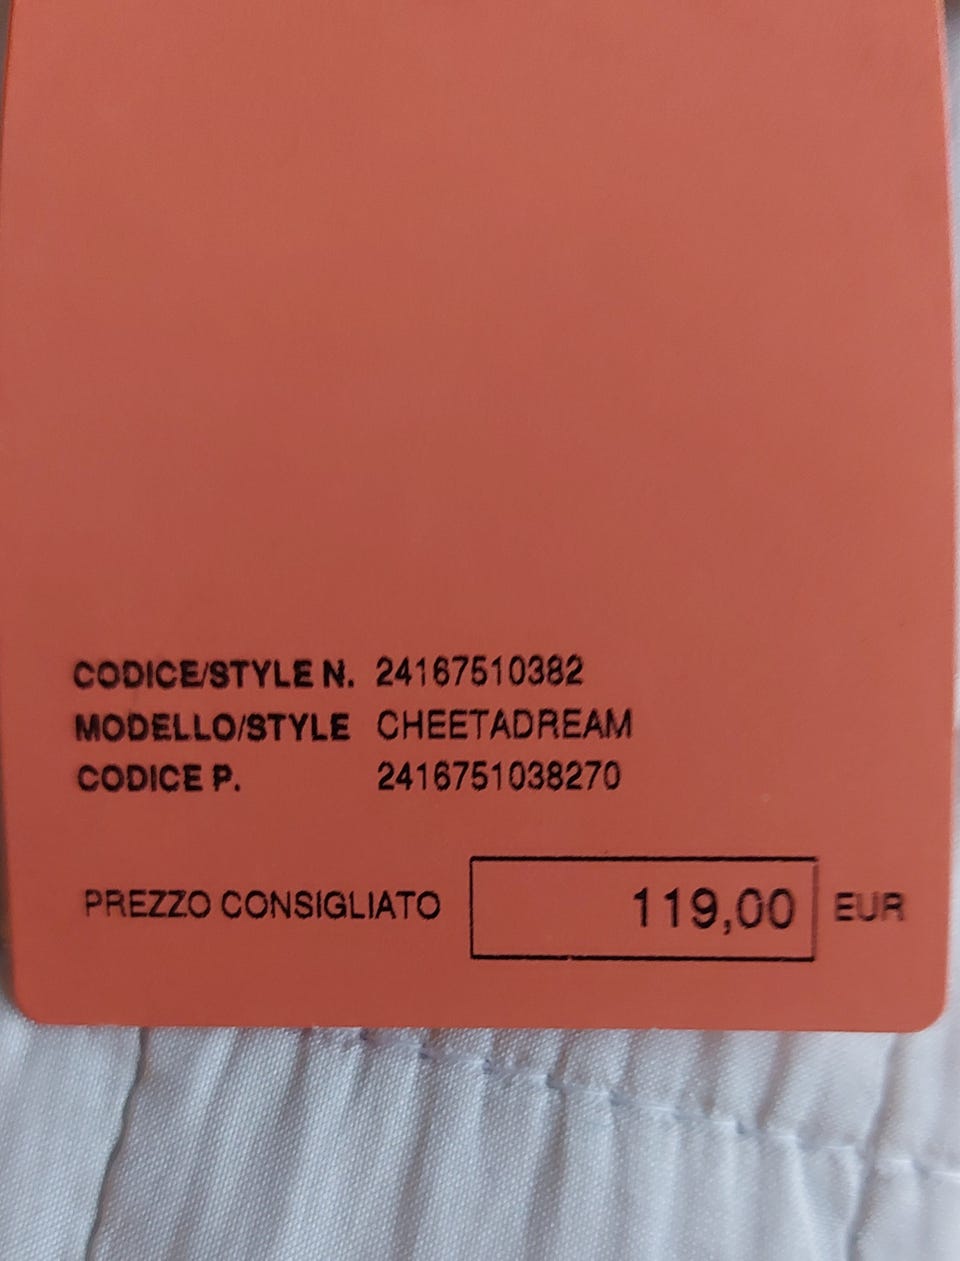 CODICE/STYLE N. 24167510382
MODELLO/STYLE CHEETADREAM
CODICE P. 2416751038270
PREZZO CONSIGLIATO 119,00 EUR